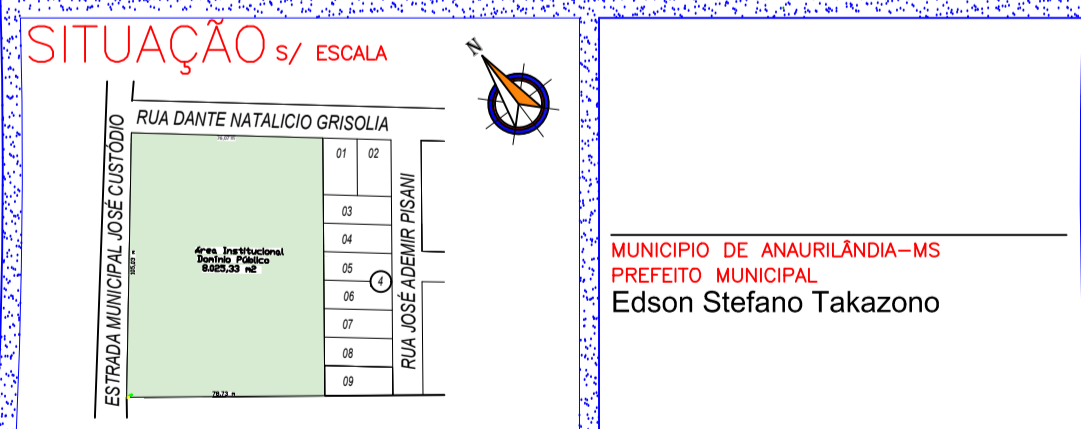 SITUAÇÃO S/ ESCALA
N
RUA DANTE NATALICIO GRISOLIA
ESTRADA MUNICIPAL JOSÉ CUSTÓDIO
01 02
03
04
05
4
06
07
08
09
RUA JOSÉ ADEMIR PISANI
Área Institucional
Domínio Público
8.025,33 m2
78,73 m
MUNICIPIO DE ANAURILÂNDIA-MS
PREFEITO MUNICIPAL
Edson Stefano Takazono